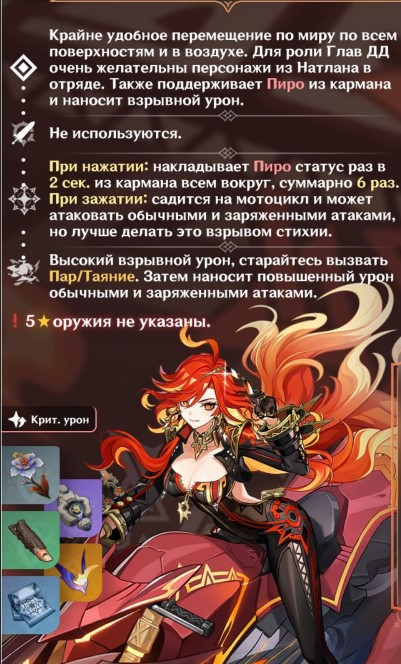 Крайне удобное перемещение по миру по всем
поверхностям и в воздухе. Для роли Глав ДД
очень желательны персонажи из Натлана в
отряде. Также поддерживает Пиро из кармана
и наносит взрывной урон.
Не используются.
При нажатии: накладывает Пиро статус раз в
2 сек. из кармана всем вокруг, суммарно 6 раз.
При зажатии: садится на мотоцикл и может
атаковать обычными и заряженными атаками,
но лучше делать это взрывом стихии.
Высокий взрывной урон, старайтесь вызвать
Пар/Таяние. Затем наносит повышенный урон
обычными и заряженными атаками.
! 5★оружия не указаны.
Крит. урон